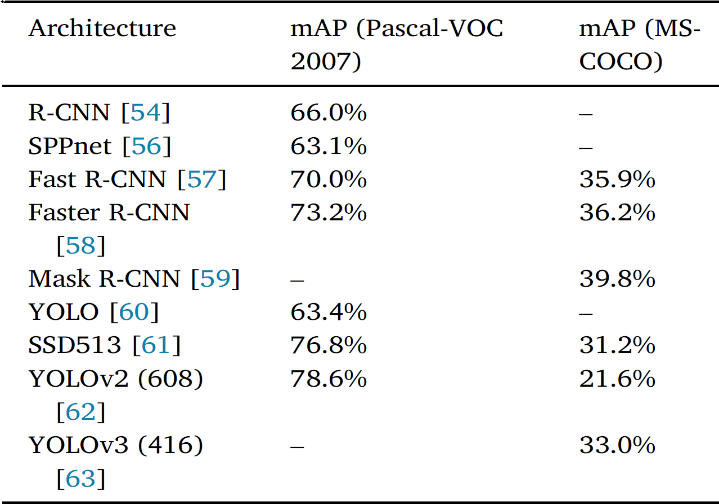 Architecture mAP (Pascal-VOC 2007) mAP (MS-COCO)
R-CNN [54] 66.0% –
SPPnet [56] 63.1% –
Fast R-CNN [57] 70.0% 35.9%
Faster R-CNN [58] 73.2% 36.2%
Mask R-CNN [59] – 39.8%
YOLO [60] 63.4% –
SSD513 [61] 76.8% 31.2%
YOLOv2 (608) [62] 78.6% 21.6%
YOLOv3 (416) [63] – 33.0%